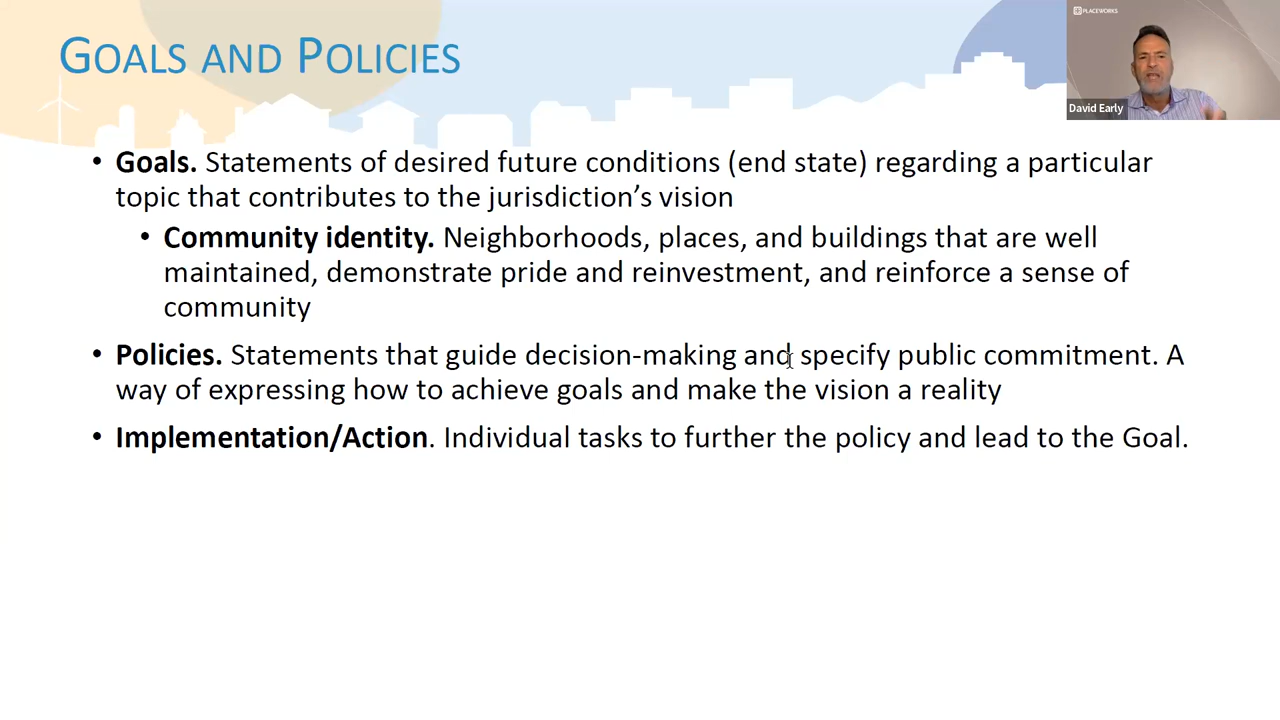 GOALS AND POLICIES
PLACEWORKS
David Early
• Goals. Statements of desired future conditions (end state) regarding a particular
topic that contributes to the jurisdiction’s vision
• Community identity. Neighborhoods, places, and buildings that are well
maintained, demonstrate pride and reinvestment, and reinforce a sense of
community
• Policies. Statements that guide decision-making and specify public commitment. A
way of expressing how to achieve goals and make the vision a reality
• Implementation/Action. Individual tasks to further the policy and lead to the Goal.